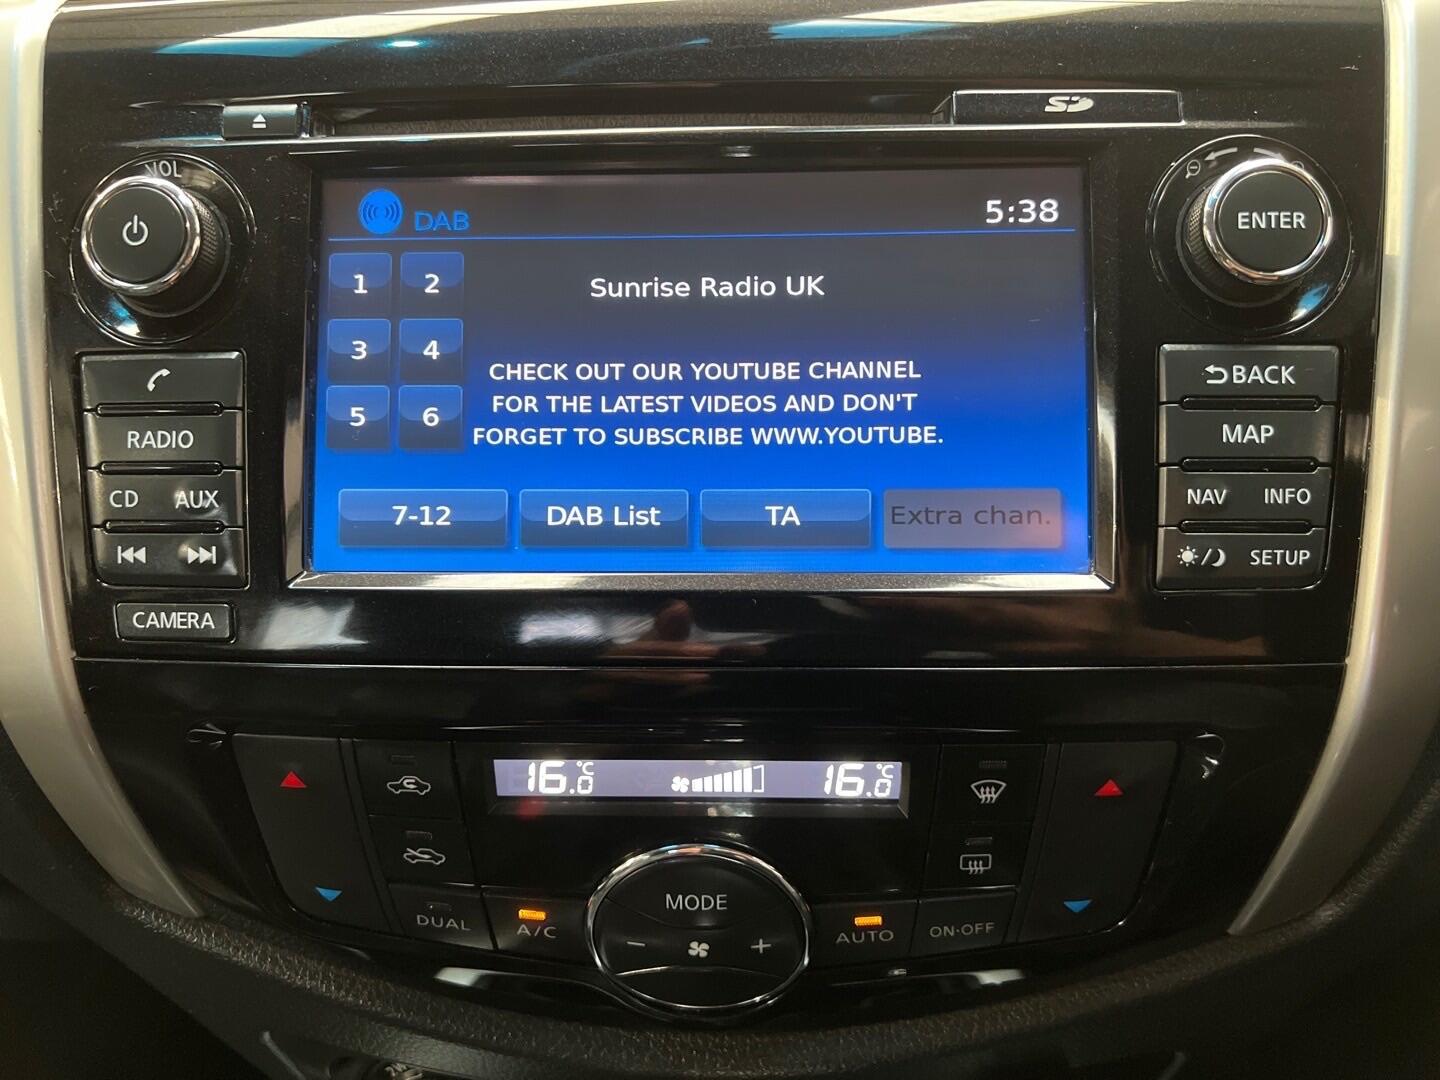 SD
VOL
ENTER
DAB
5:38
1 2
Sunrise Radio UK
3 4
CHECK OUT OUR YOUTUBE CHANNEL
FOR THE LATEST VIDEOS AND DON'T
5 6
FORGET TO SUBSCRIBE WWW.YOUTUBE.
7-12 DAB List TA Extra chan.
RADIO
CD AUX
CAMERA
BACK
MAP
NAV INFO
SETUP
16.0 °C 16.0 °C
MODE
DUAL A/C − + AUTO ON·OFF